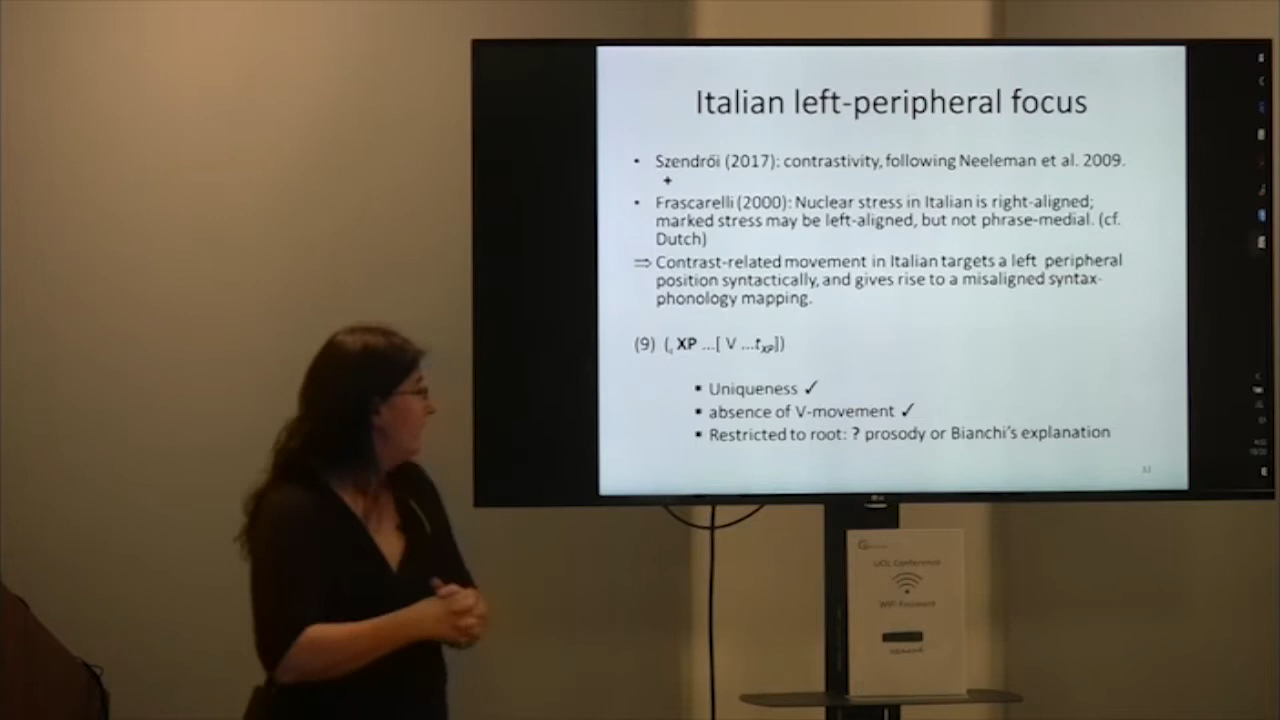 Italian left-peripheral focus
• Szendrői (2017): contrastivity, following Neeleman et al. 2009.
+
• Frascarelli (2000): Nuclear stress in Italian is right-aligned;
marked stress may be left-aligned, but not phrase-medial. (cf.
Dutch)
⇒ Contrast-related movement in Italian targets a left peripheral
position syntactically, and gives rise to a misaligned syntax-
phonology mapping.
(9) (, XP ...[ V ...tXP])
▪ Uniqueness ✓
▪ absence of V-movement ✓
▪ Restricted to root: ? prosody or Bianchi's explanation
LG
UCL Conference
WiFi Password